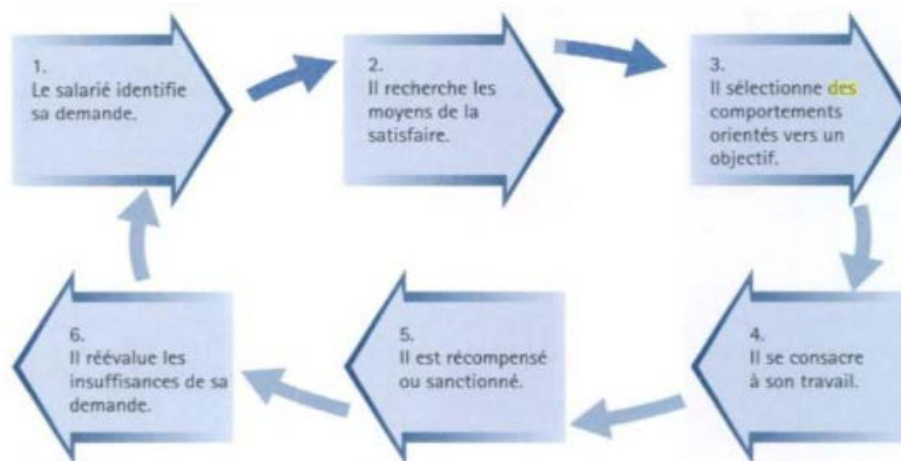 1.
Le salarié identifie
sa demande.
2.
Il recherche les
moyens de la
satisfaire.
3.
Il sélectionne des
comportements
orientés vers un
objectif.
4.
Il se consacre
à son travail.
5.
Il est récompensé
ou sanctionné.
6.
Il réévalue les
insuffisances de sa
demande.